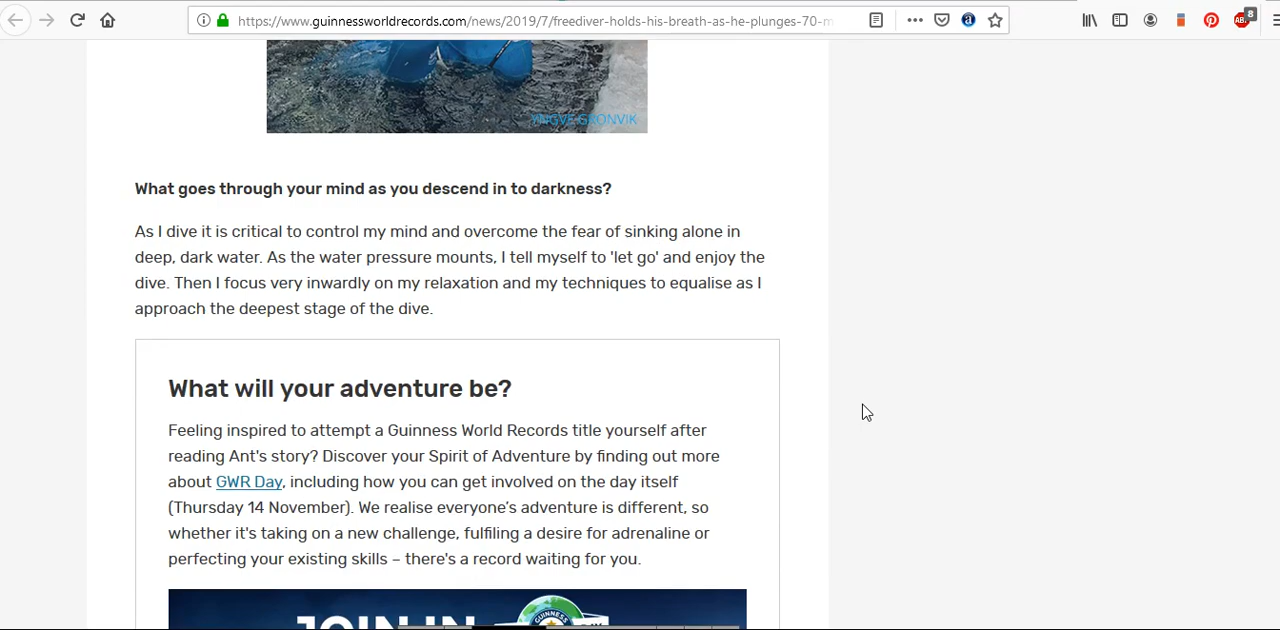 https://www.guinnessworldrecords.com/news/2019/7/freediver-holds-his-breath-as-he-plunges-70-m
8
YNGVE GRONVIK
What goes through your mind as you descend in to darkness?
As I dive it is critical to control my mind and overcome the fear of sinking alone in
deep, dark water. As the water pressure mounts, I tell myself to 'let go' and enjoy the
dive. Then I focus very inwardly on my relaxation and my techniques to equalise as I
approach the deepest stage of the dive.
What will your adventure be?
Feeling inspired to attempt a Guinness World Records title yourself after
reading Ant's story? Discover your Spirit of Adventure by finding out more
about GWR Day, including how you can get involved on the day itself
(Thursday 14 November). We realise everyone’s adventure is different, so
whether it's taking on a new challenge, fulfiling a desire for adrenaline or
perfecting your existing skills – there's a record waiting for you.
JOIN IN
GUINNESS